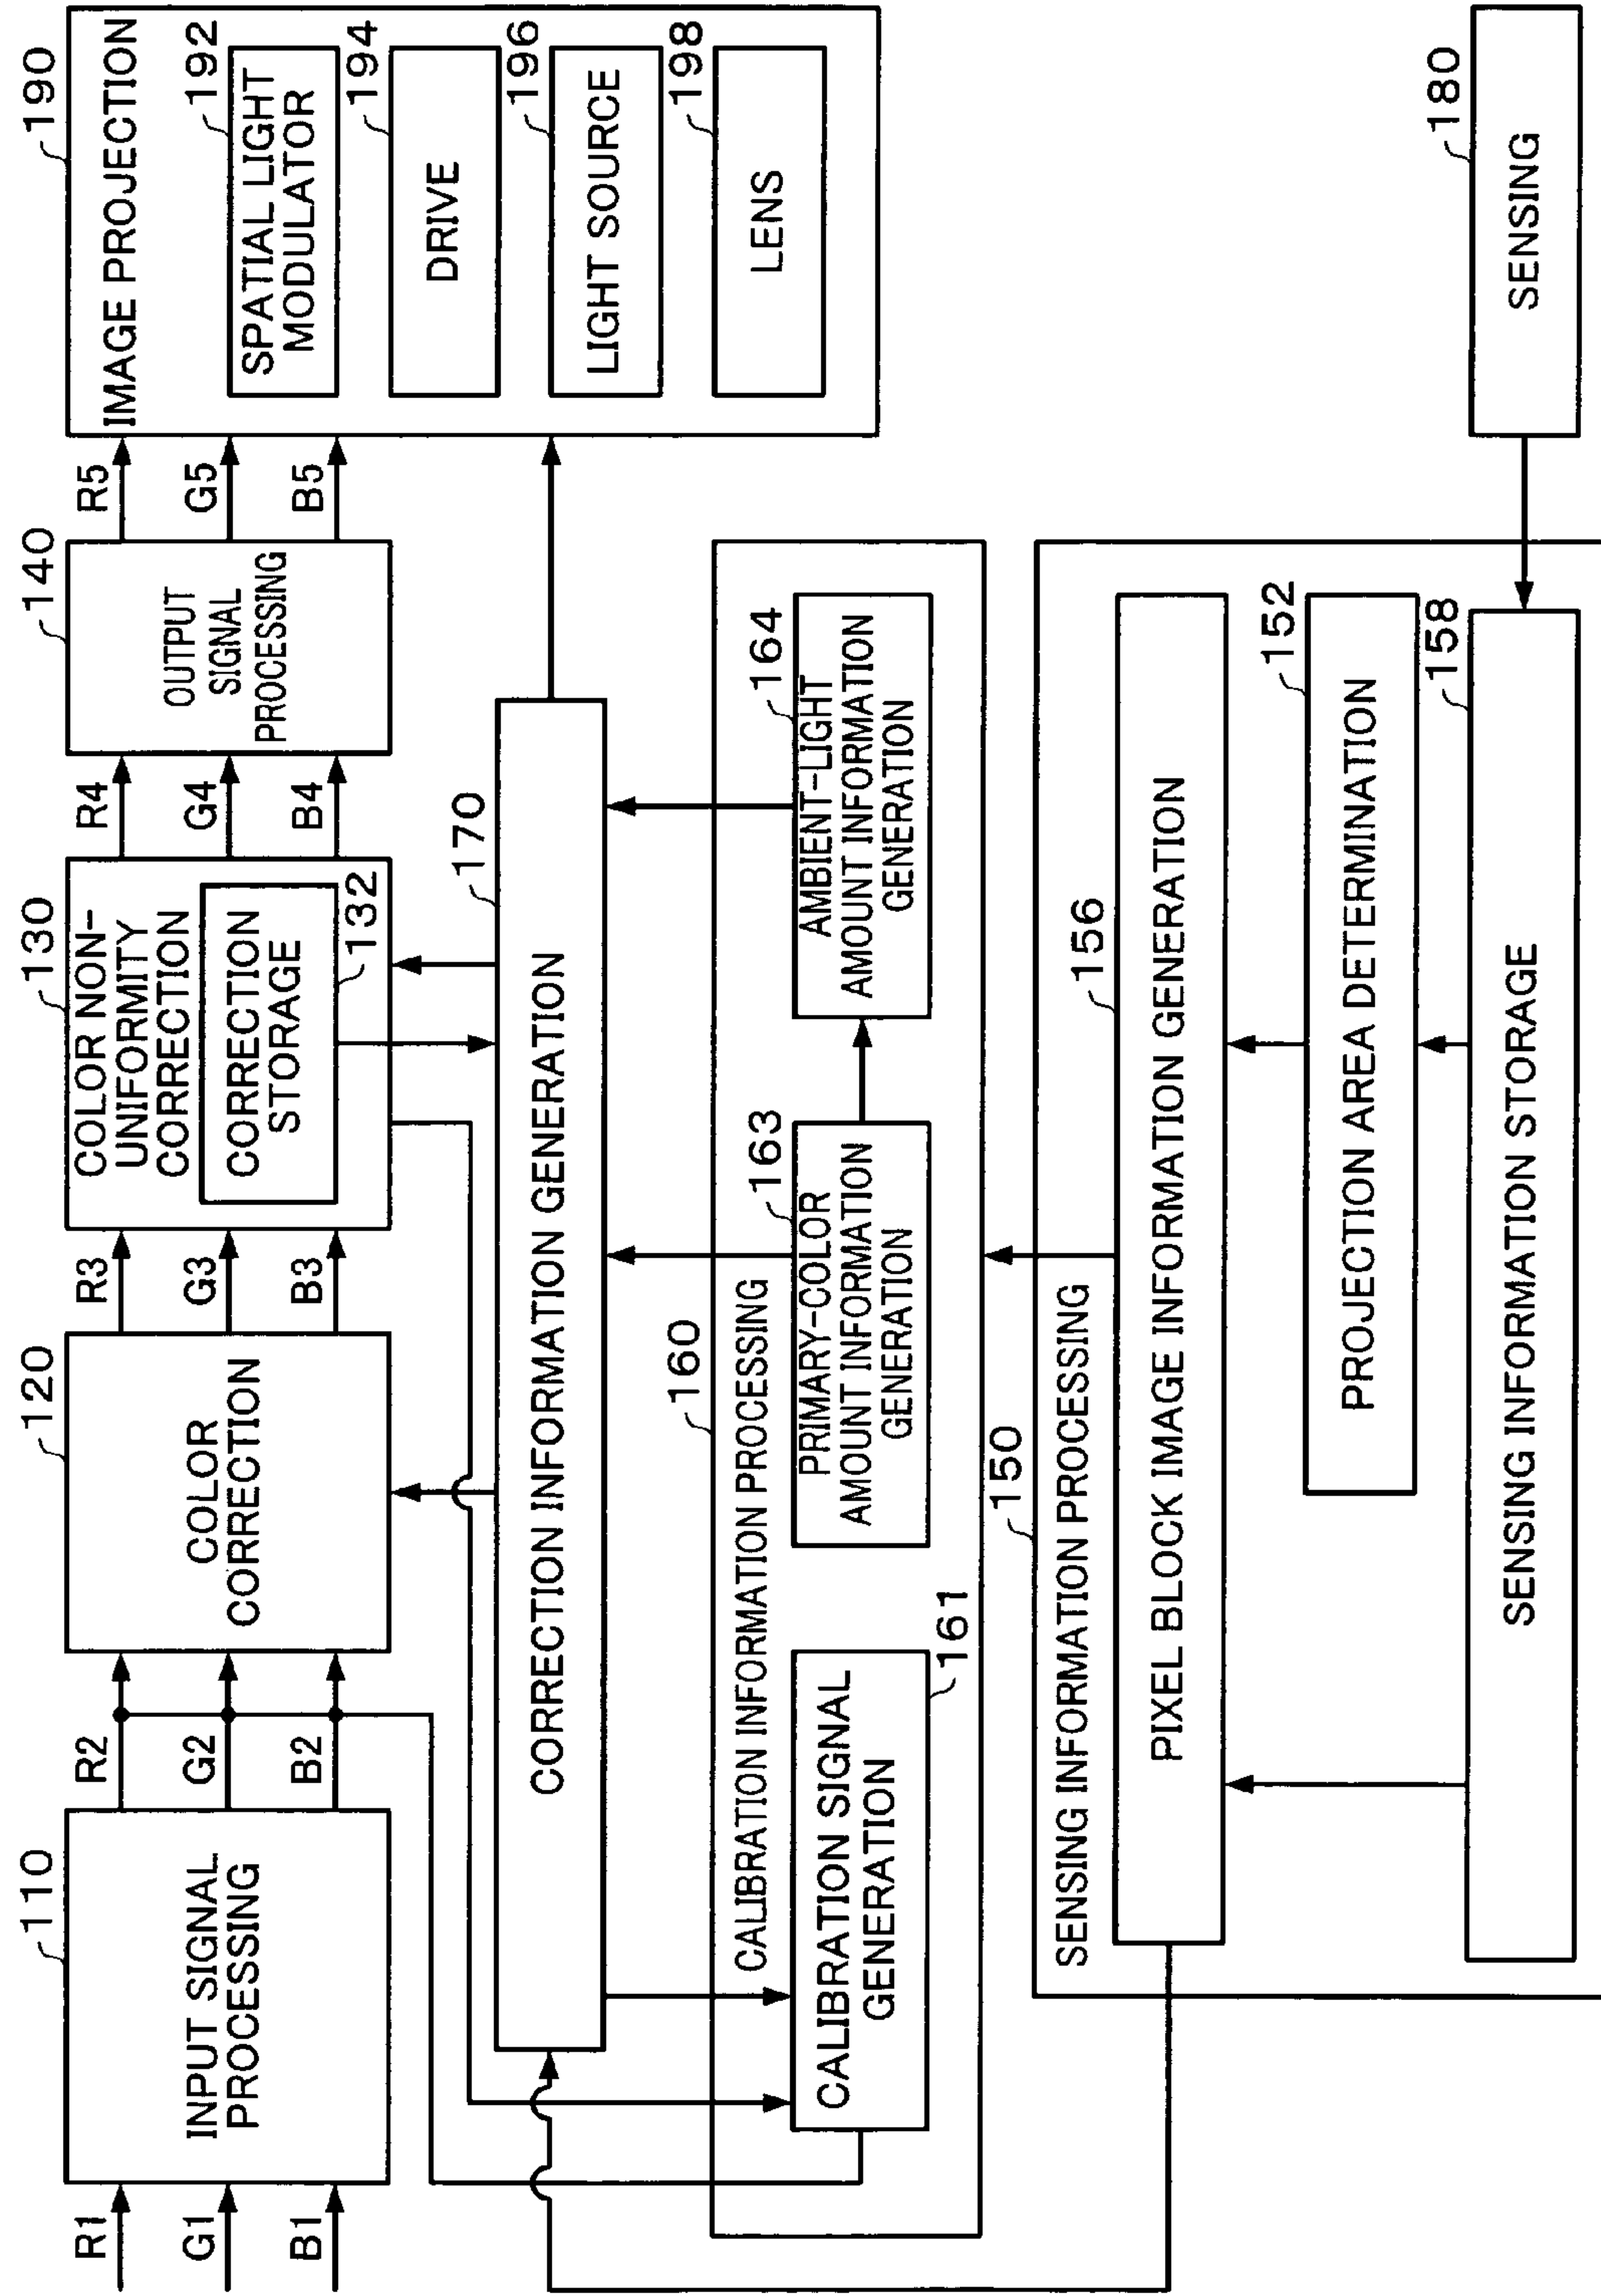 R1
G1
B1
110
INPUT SIGNAL
PROCESSING
R2
G2
B2
120
COLOR
CORRECTION
R3
G3
B3
130
COLOR NON-
UNIFORMITY
CORRECTION
CORRECTION
STORAGE
132
R4
G4
B4
140
OUTPUT
SIGNAL
PROCESSING
R5
G5
B5
190
IMAGE PROJECTION
192
SPATIAL LIGHT
MODULATOR
194
DRIVE
196
LIGHT SOURCE
198
LENS
170
CORRECTION INFORMATION GENERATION
160
CALIBRATION INFORMATION PROCESSING
CALIBRATION SIGNAL
GENERATION
161
163
PRIMARY-COLOR
AMOUNT INFORMATION
GENERATION
164
AMBIENT-LIGHT
AMOUNT INFORMATION
GENERATION
150
SENSING INFORMATION PROCESSING
156
PIXEL BLOCK IMAGE INFORMATION GENERATION
152
PROJECTION AREA DETERMINATION
158
SENSING INFORMATION STORAGE
180
SENSING